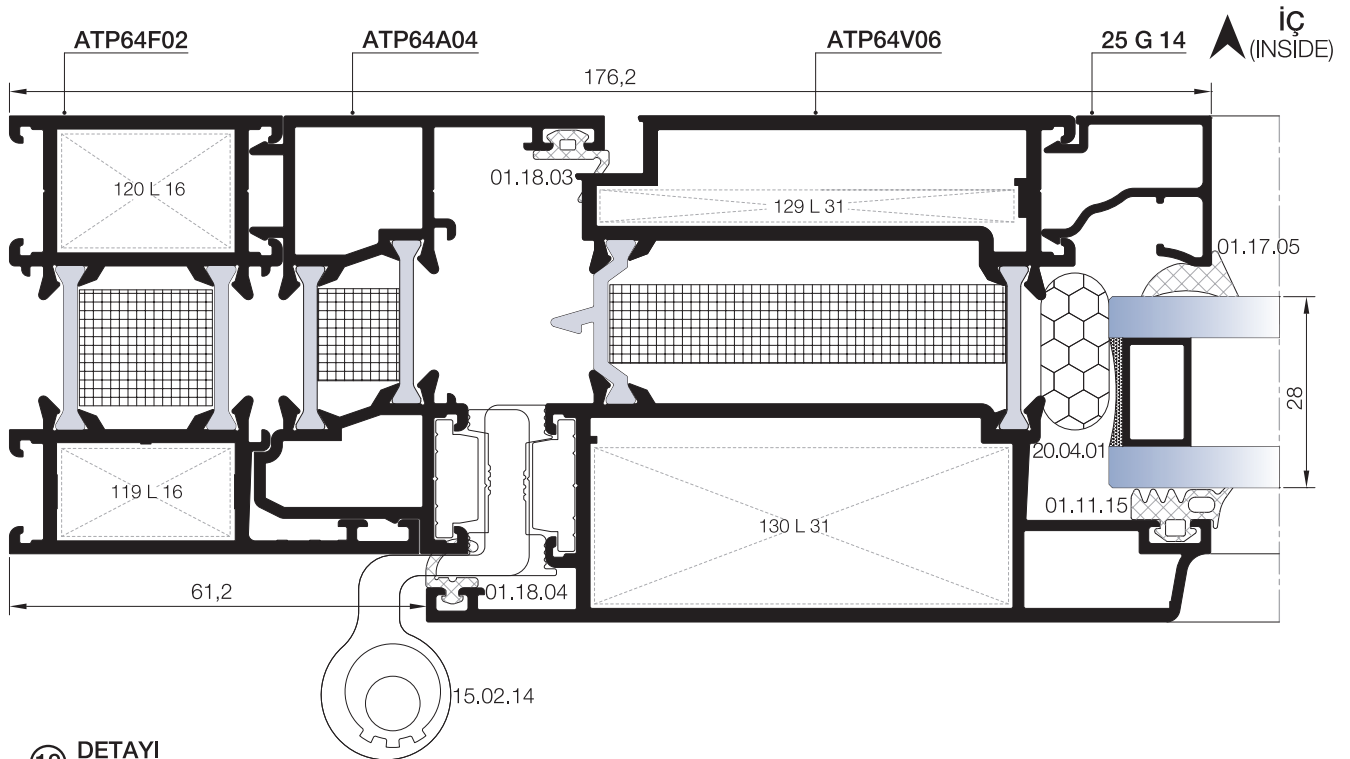 ATP64F02
ATP64A04
ATP64V06
25 G 14
İÇ
(INSIDE)
176,2
120 L 16
01.18.03
129 L 31
01.17.05
28
20.04.01
119 L 16
01.11.15
130 L 31
61,2
01.18.04
15.02.14
DETAYI